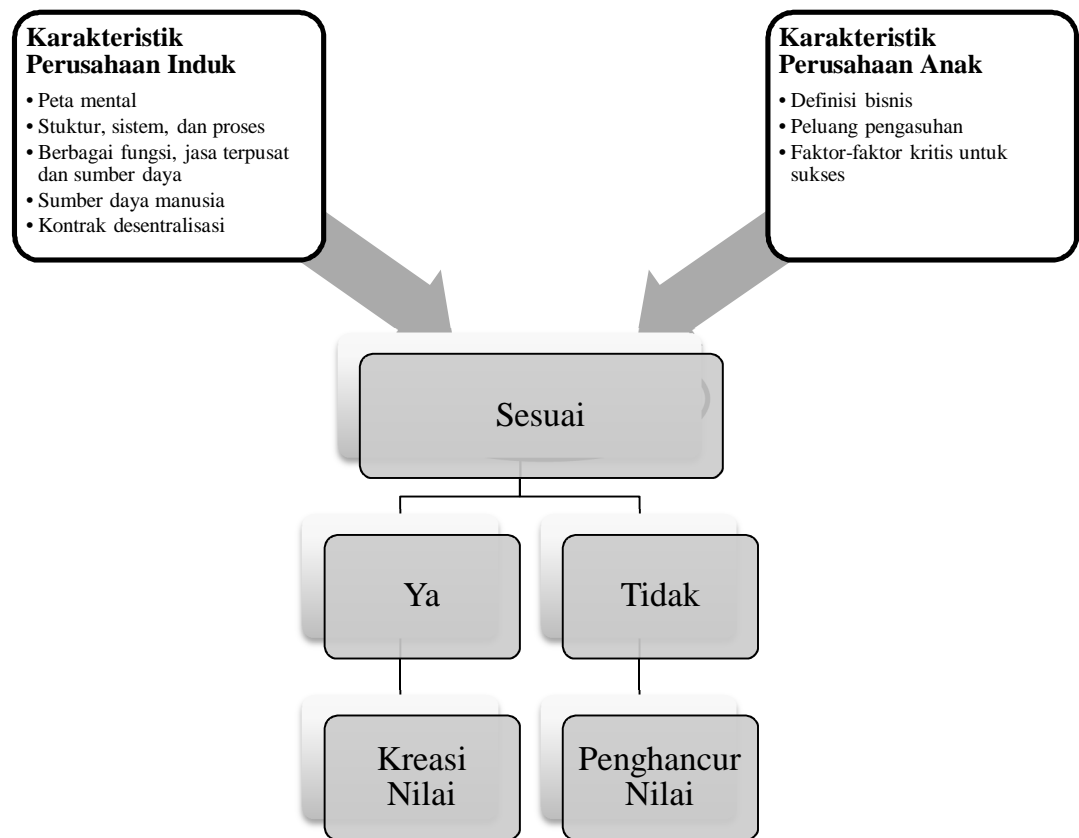 Karakteristik
Perusahaan Induk
• Peta mental
• Stuktur, sistem, dan proses
• Berbagai fungsi, jasa terpusat
dan sumber daya
• Sumber daya manusia
• Kontrak desentralisasi
Karakteristik
Perusahaan Anak
• Definisi bisnis
• Peluang pengasuhan
• Faktor-faktor kritis untuk
sukses
Sesuai
Ya
Tidak
Kreasi
Nilai
Penghancur
Nilai